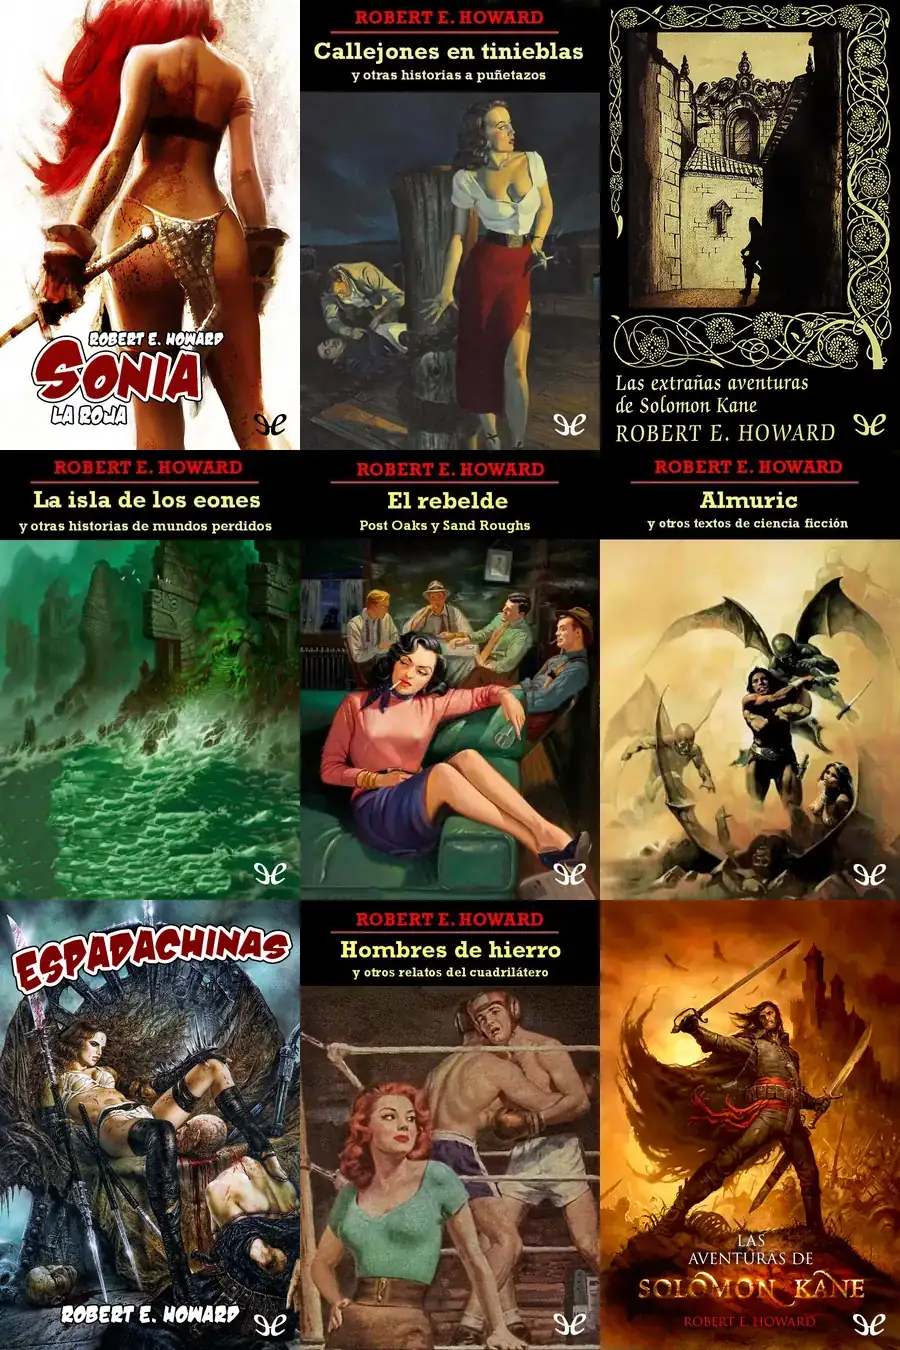 ROBERT E. HOWARD
SONIA
LA ROJA
ROBERT E. HOWARD
Callejones en tinieblas
y otras historias a puñetazos
Las extrañas aventuras
de Solomon Kane
ROBERT E. HOWARD
ROBERT E. HOWARD
La isla de los eones
y otras historias de mundos perdidos
ROBERT E. HOWARD
El rebelde
Post Oaks y Sand Roughs
ROBERT E. HOWARD
Almuric
y otros textos de ciencia ficción
ESPADACHINAS
ROBERT E. HOWARD
ROBERT E. HOWARD
Hombres de hierro
y otros relatos del cuadrilátero
LAS
AVENTURAS DE
SOLOMON KANE
ROBERT E. HOWARD